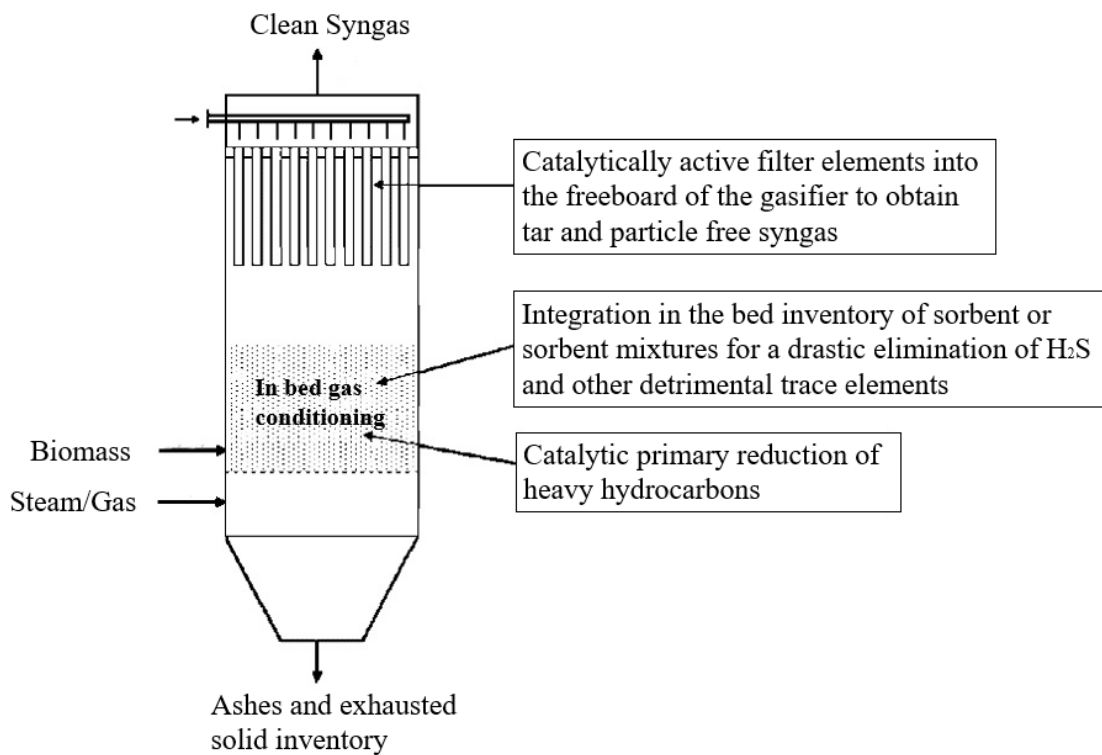 Clean Syngas
Catalytically active filter elements into
the freeboard of the gasifier to obtain
tar and particle free syngas
Integration in the bed inventory of sorbent or
sorbent mixtures for a drastic elimination of H₂S
and other detrimental trace elements
In bed gas
conditioning
Catalytic primary reduction of
heavy hydrocarbons
Biomass
Steam/Gas
Ashes and exhausted
solid inventory